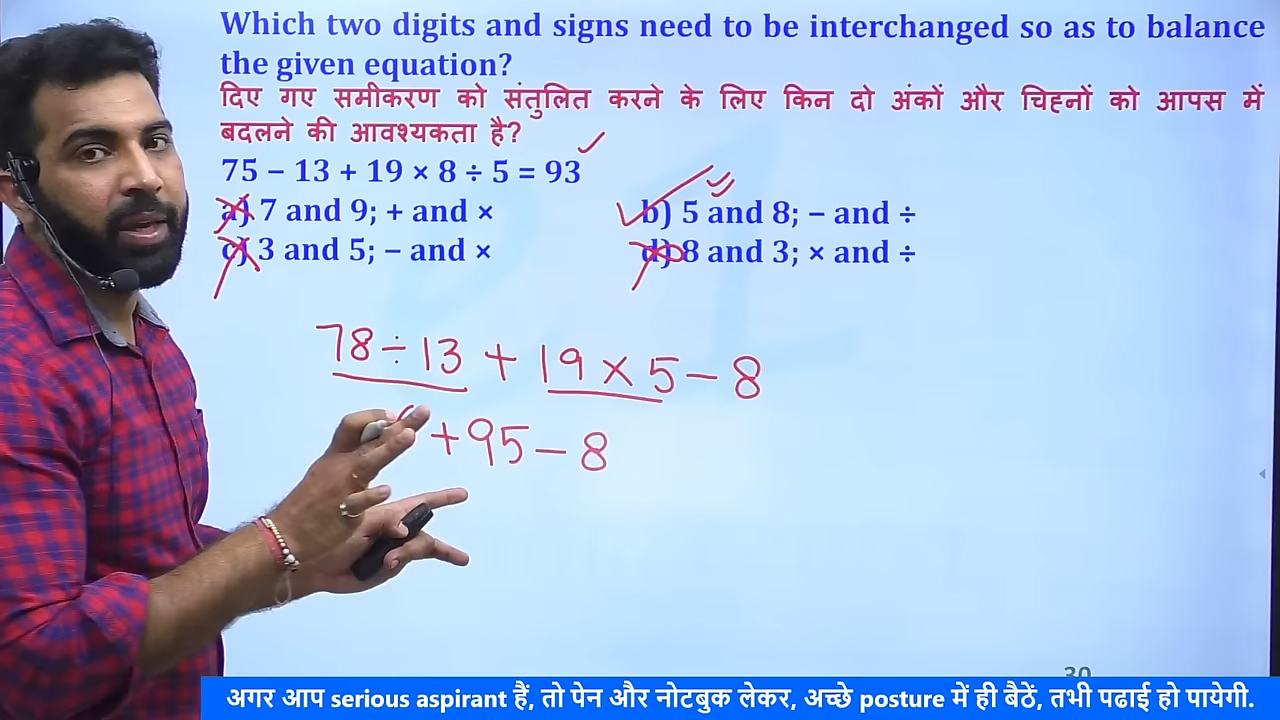 Which two digits and signs need to be interchanged so as to balance
the given equation?
दिए गए समीकरण को संतुलित करने के लिए किन दो अंकों और चिह्नों को आपस में
बदलने की आवश्यकता है?
75 − 13 + 19 × 8 ÷ 5 = 93
a) 7 and 9; + and × b) 5 and 8; − and ÷
c) 3 and 5; − and × d) 8 and 3; × and ÷
78 ÷ 13 + 19 × 5 − 8
+ 95 − 8
30
अगर आप serious aspirant हैं, तो पेन और नोटबुक लेकर, अच्छे posture में ही बैठें, तभी पढाई हो पायेगी.